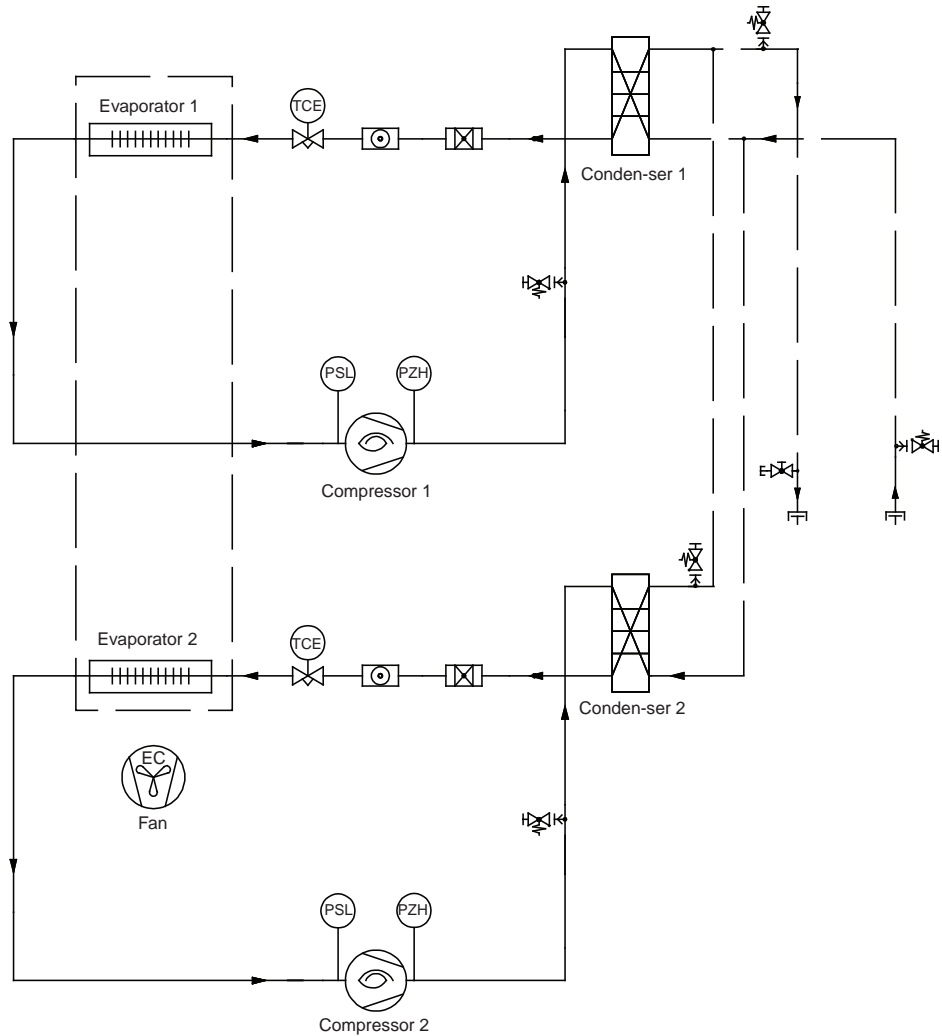 TCE
Evaporator 1
Conden-ser 1
PSL
PZH
Compressor 1
TCE
Evaporator 2
Conden-ser 2
EC
Fan
PSL
PZH
Compressor 2